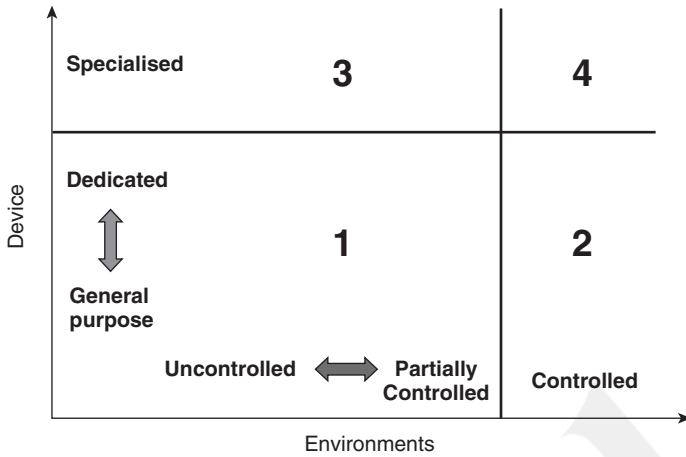 Specialised
3
4
Dedicated
Device
1
2
General
purpose
Uncontrolled
Partially
Controlled
Controlled
Environments